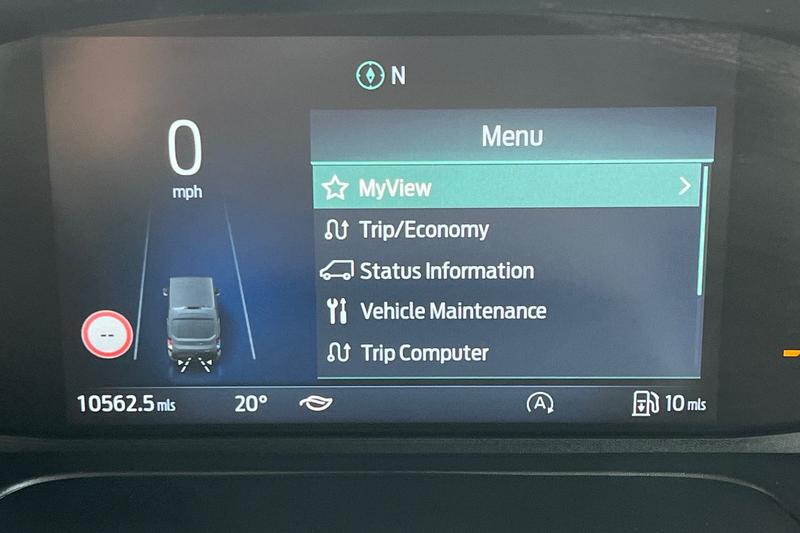 N
0
mph
Menu
MyView
Trip/Economy
Status Information
Vehicle Maintenance
Trip Computer
--
10562.5 mls 20° A 10 mls